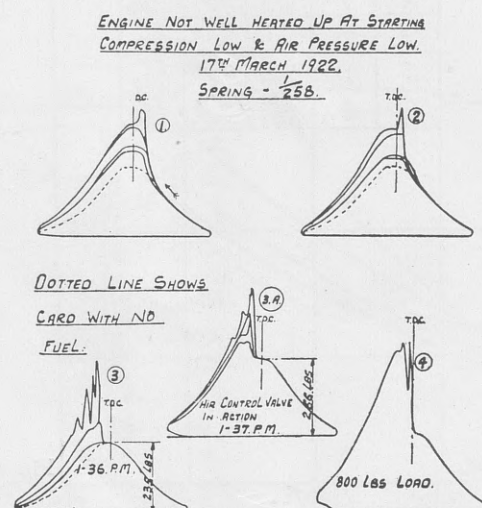 ENGINE NOT WELL HEATED UP AT STARTING
COMPRESSION LOW & AIR PRESSURE LOW.
17TH MARCH 1922.
SPRING - 1/258.
D.C.
①
T.D.C.
②
DOTTED LINE SHOWS
CARD WITH NO
FUEL:
3.A
T.D.C.
AIR CONTROL VALVE
IN ACTION
1-37. P.M.
T.D.C.
④
800 LBS LOAD.
③
T.D.C.
1-36. P.M.
235 LBS